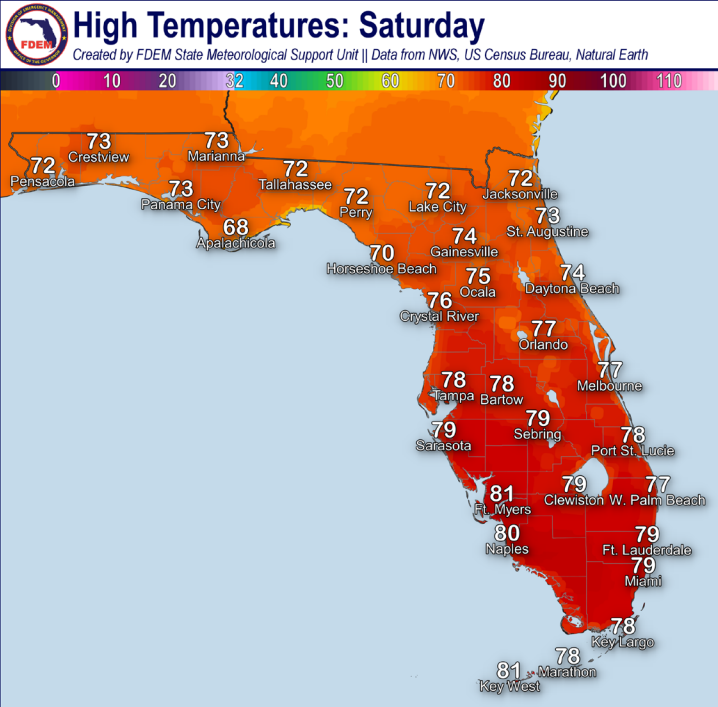 High Temperatures: Saturday
Created by FDEM State Meteorological Support Unit || Data from NWS, US Census Bureau, Natural Earth
FDEM
0 10 20 32 40 50 60 70 80 90 100 110
73
Crestview
73
Marianna
72
Pensacola
72
Tallahassee
73
Panama City
72
Perry
72
Lake City
72
Jacksonville
68
Apalachicola
73
St. Augustine
70
Horseshoe Beach
74
Gainesville
75
Ocala
74
Daytona Beach
76
Crystal River
77
Orlando
77
Melbourne
78
Tampa
78
Bartow
79
Sarasota
79
Sebring
78
Port St. Lucie
81
Ft. Myers
79
Clewiston
77
W. Palm Beach
80
Naples
79
Ft. Lauderdale
79
Miami
78
Key Largo
78
Marathon
81
Key West